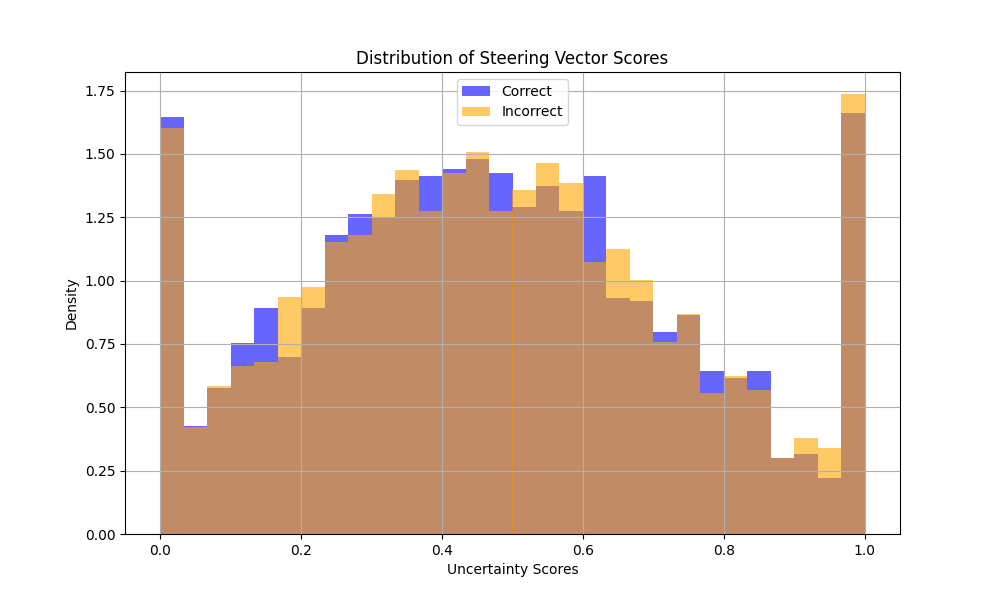 Distribution of Steering Vector Scores
Correct
Incorrect
Density
1.75
1.50
1.25
1.00
0.75
0.50
0.25
0.00
0.0 0.2 0.4 0.6 0.8 1.0
Uncertainty Scores